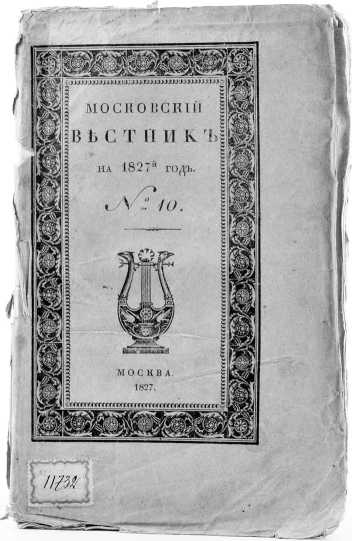 МОСКОВСКІЙ
ВѢСТНИКЪ
НА 1827й ГОДЪ.
№ 10.
МОСКВА.
1827.
11732